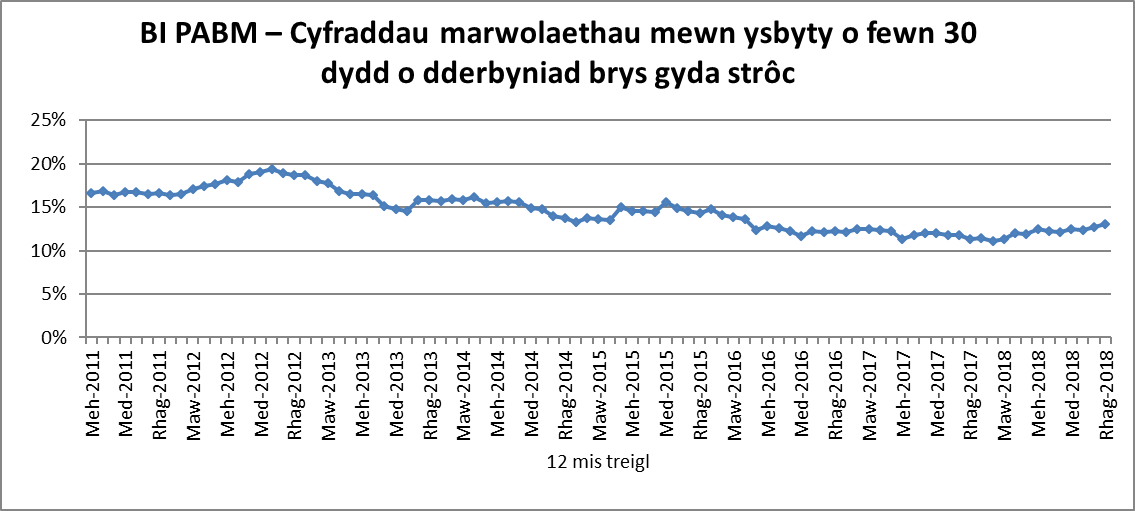 BI PABM – Cyfraddau marwolaethau mewn ysbyty o fewn 30
dydd o dderbyniad brys gyda strôc
25%
20%
15%
10%
5%
0%
Meh-2011
Med-2011
Rhag-2011
Maw-2012
Meh-2012
Med-2012
Rhag-2012
Maw-2013
Meh-2013
Med-2013
Rhag-2013
Maw-2014
Meh-2014
Med-2014
Rhag-2014
Maw-2015
Meh-2015
Med-2015
Rhag-2015
Maw-2016
Meh-2016
Med-2016
Rhag-2016
Maw-2017
Meh-2017
Med-2017
Rhag-2017
Maw-2018
Meh-2018
Med-2018
Rhag-2018
12 mis treigl